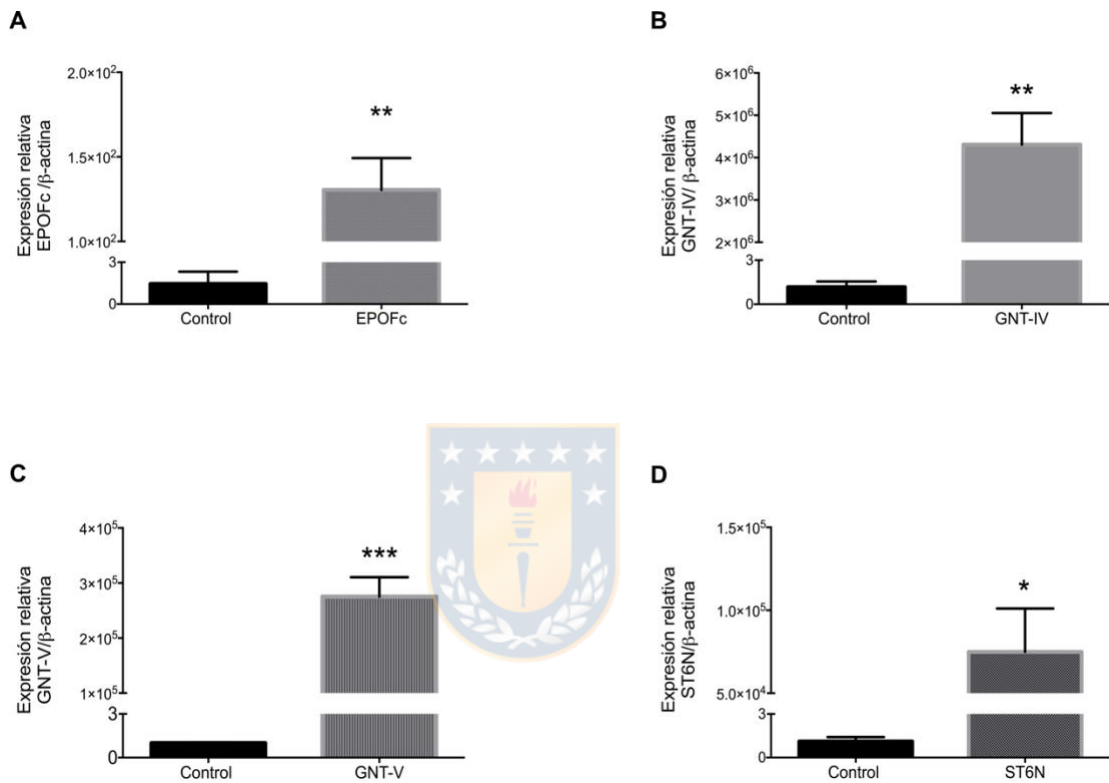 A
Expresión relativa
EPOFc /β-actina
2.0×10²
1.5×10²
1.0×10²
3
0
**
Control
EPOFc
B
Expresión relativa
GNT-IV/ β-actina
6×10⁶
5×10⁶
4×10⁶
4×10⁶
2×10⁶
3
0
**
Control
GNT-IV
C
Expresión relativa
GNT-V/β-actina
4×10⁵
3×10⁵
2×10⁵
1×10⁵
3
0
***
Control
GNT-V
D
Expresión relativa
ST6N/β-actina
1.5×10⁵
1.0×10⁵
5.0×10⁴
3
0
*
Control
ST6N